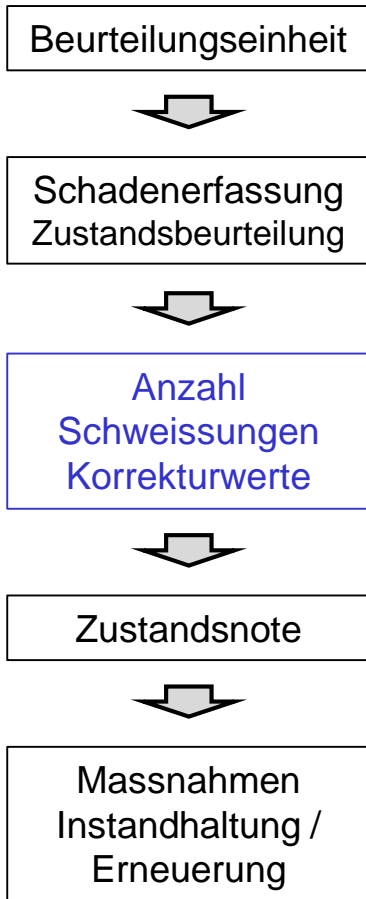 Beurteilungseinheit
Schadenerfassung
Zustandsbeurteilung
Anzahl
Schweissungen
Korrekturwerte
Zustandsnote
Massnahmen
Instandhaltung /
Erneuerung